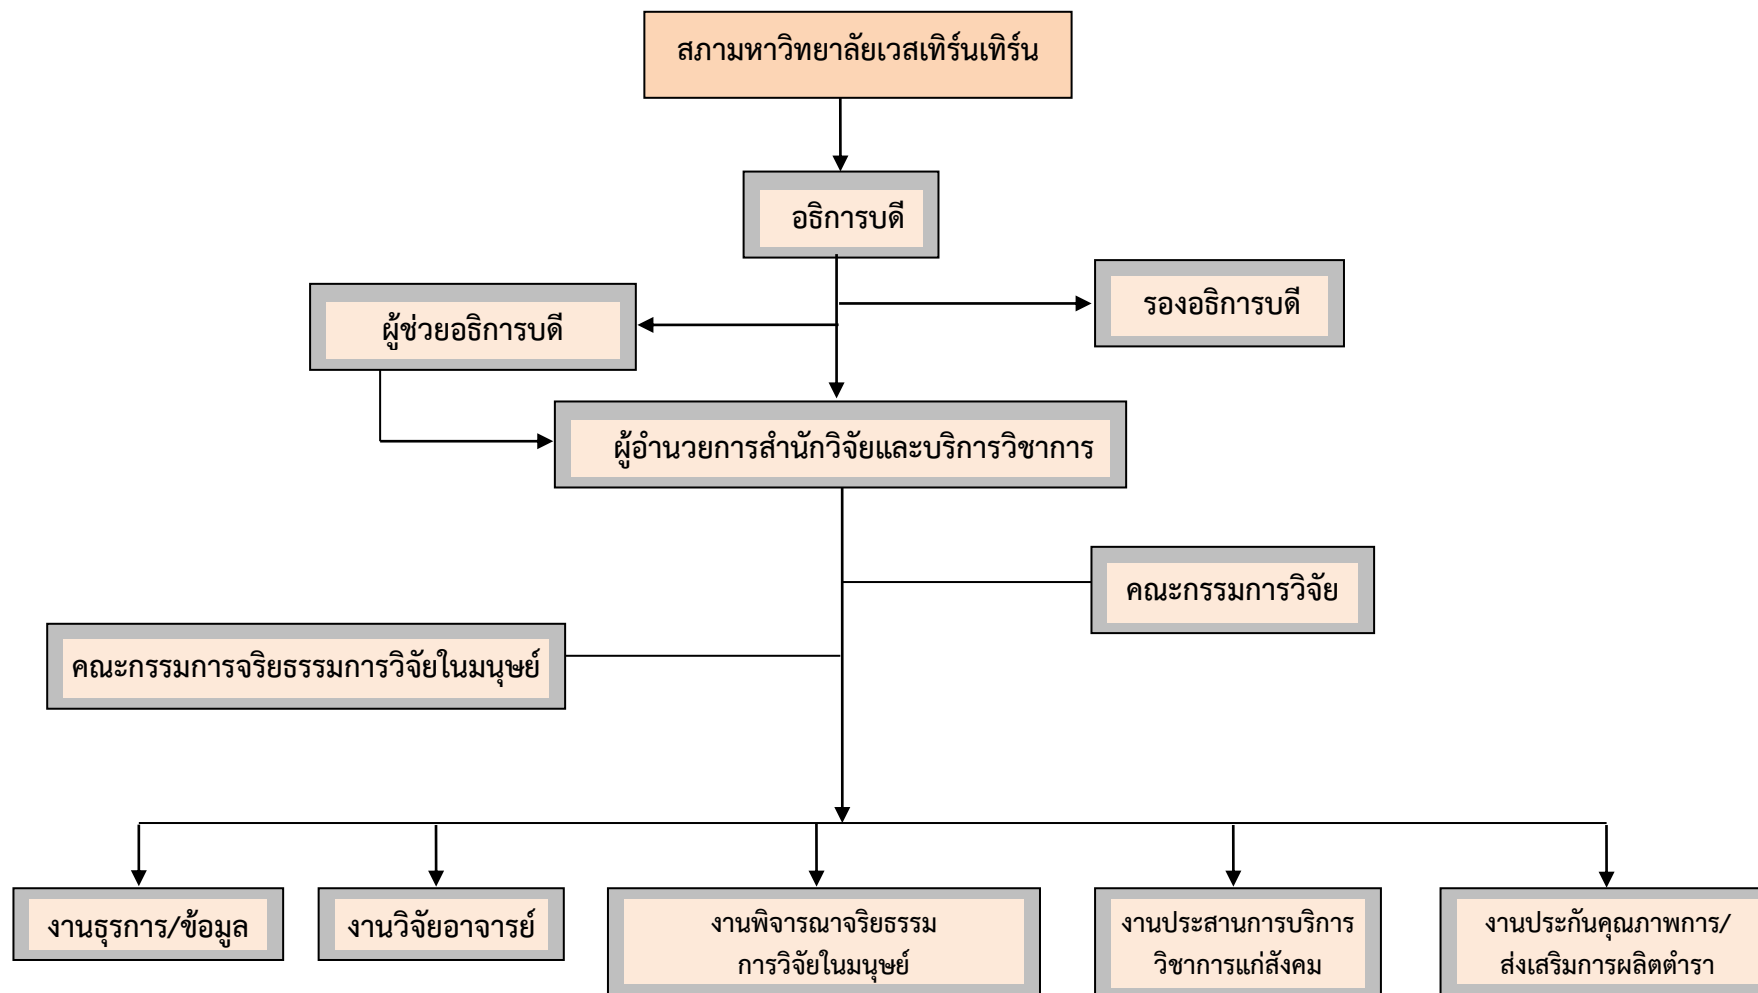 สภามหาวิทยาลัยเวสเทิร์นเทิร์น
อธิการบดี
รองอธิการบดี
ผู้ช่วยอธิการบดี
ผู้อำนวยการสำนักวิจัยและบริการวิชาการ
คณะกรรมการวิจัย
คณะกรรมการจริยธรรมการวิจัยในมนุษย์
งานธุรการ/ข้อมูล
งานวิจัยอาจารย์
งานพิจารณาจริยธรรม
การวิจัยในมนุษย์
งานประสานการบริการ
วิชาการแก่สังคม
งานประกันคุณภาพการ/
ส่งเสริมการผลิตตำรา